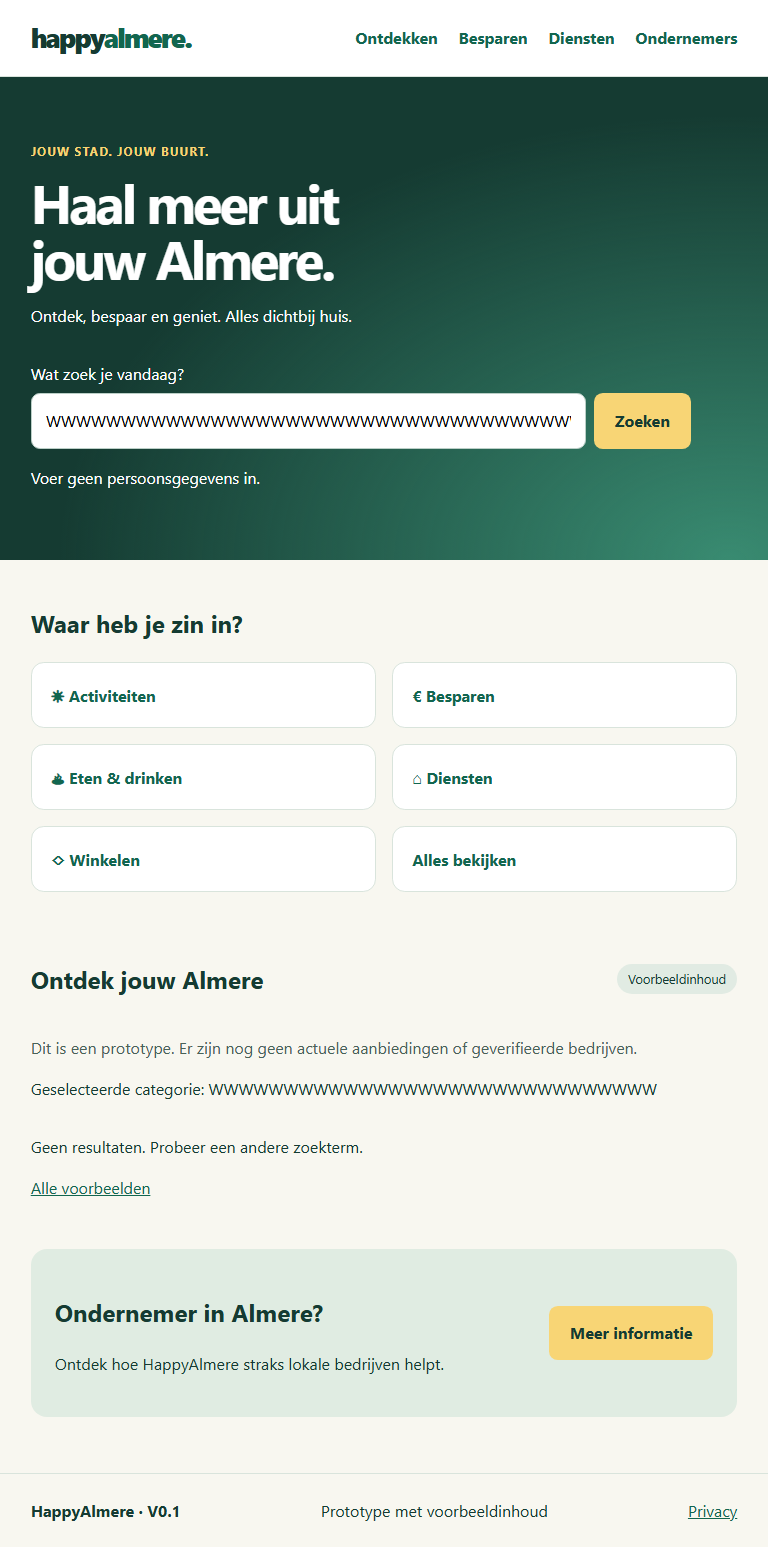 happyalmere.
Ontdekken Besparen Diensten Ondernemers
JOUW STAD. JOUW BUURT.
Haal meer uit
jouw Almere.
Ontdek, bespaar en geniet. Alles dichtbij huis.
Wat zoek je vandaag?
WWWWWWWWWWWWWWWWWWWWWWWWWWWWWWWWWWWW
Zoeken
Voer geen persoonsgegevens in.
Waar heb je zin in?
Activiteiten
€ Besparen
Eten & drinken
⌂ Diensten
Winkelen
Alles bekijken
Ontdek jouw Almere
Voorbeeldinhoud
Dit is een prototype. Er zijn nog geen actuele aanbiedingen of geverifieerde bedrijven.
Geselecteerde categorie: WWWWWWWWWWWWWWWWWWWWWWWWWWWWWW
Geen resultaten. Probeer een andere zoekterm.
Alle voorbeelden
Ondernemer in Almere?
Meer informatie
Ontdek hoe HappyAlmere straks lokale bedrijven helpt.
HappyAlmere · V0.1
Prototype met voorbeeldinhoud
Privacy